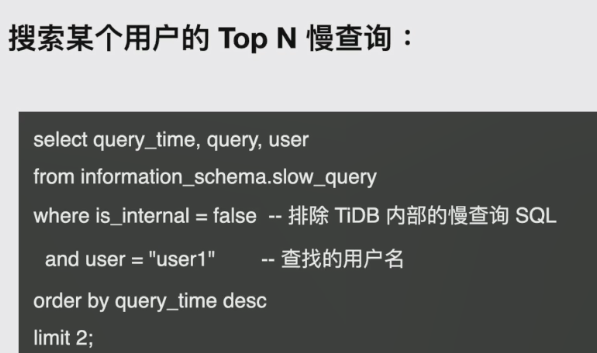 搜索某个用户的 Top N 慢查询：
select query_time, query, user
from information_schema.slow_query
where is_internal = false  -- 排除 TiDB 内部的慢查询 SQL
  and user = "user1"        -- 查找的用户名
order by query_time desc
limit 2;